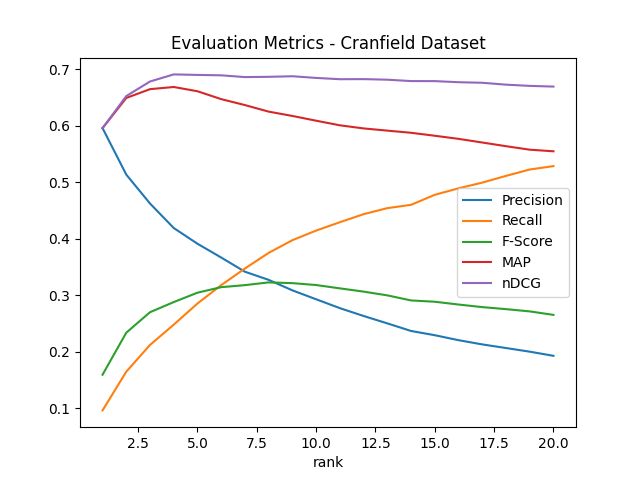 Evaluation Metrics - Cranfield Dataset
0.7
0.6
0.5
0.4
0.3
0.2
0.1
Precision
Recall
F-Score
MAP
nDCG
2.5 5.0 7.5 10.0 12.5 15.0 17.5 20.0
rank